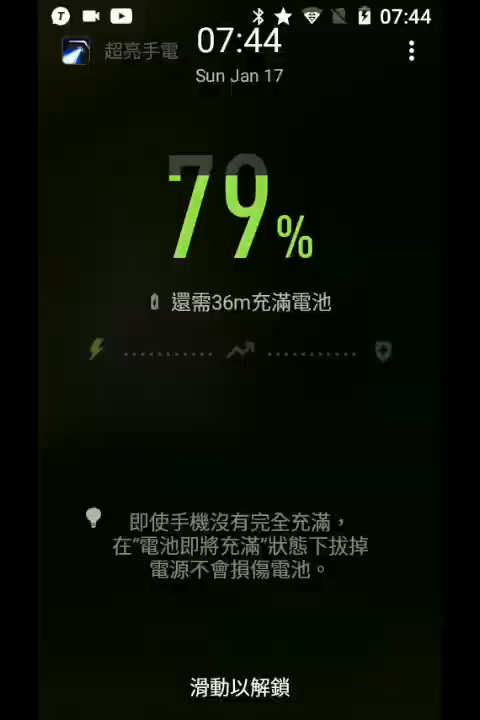 07:44
超亮手電
07:44
Sun Jan 17
79%
還需36m充滿電池
即使手機沒有完全充滿，
在“電池即將充滿”狀態下拔掉
電源不會損傷電池。
滑動以解鎖